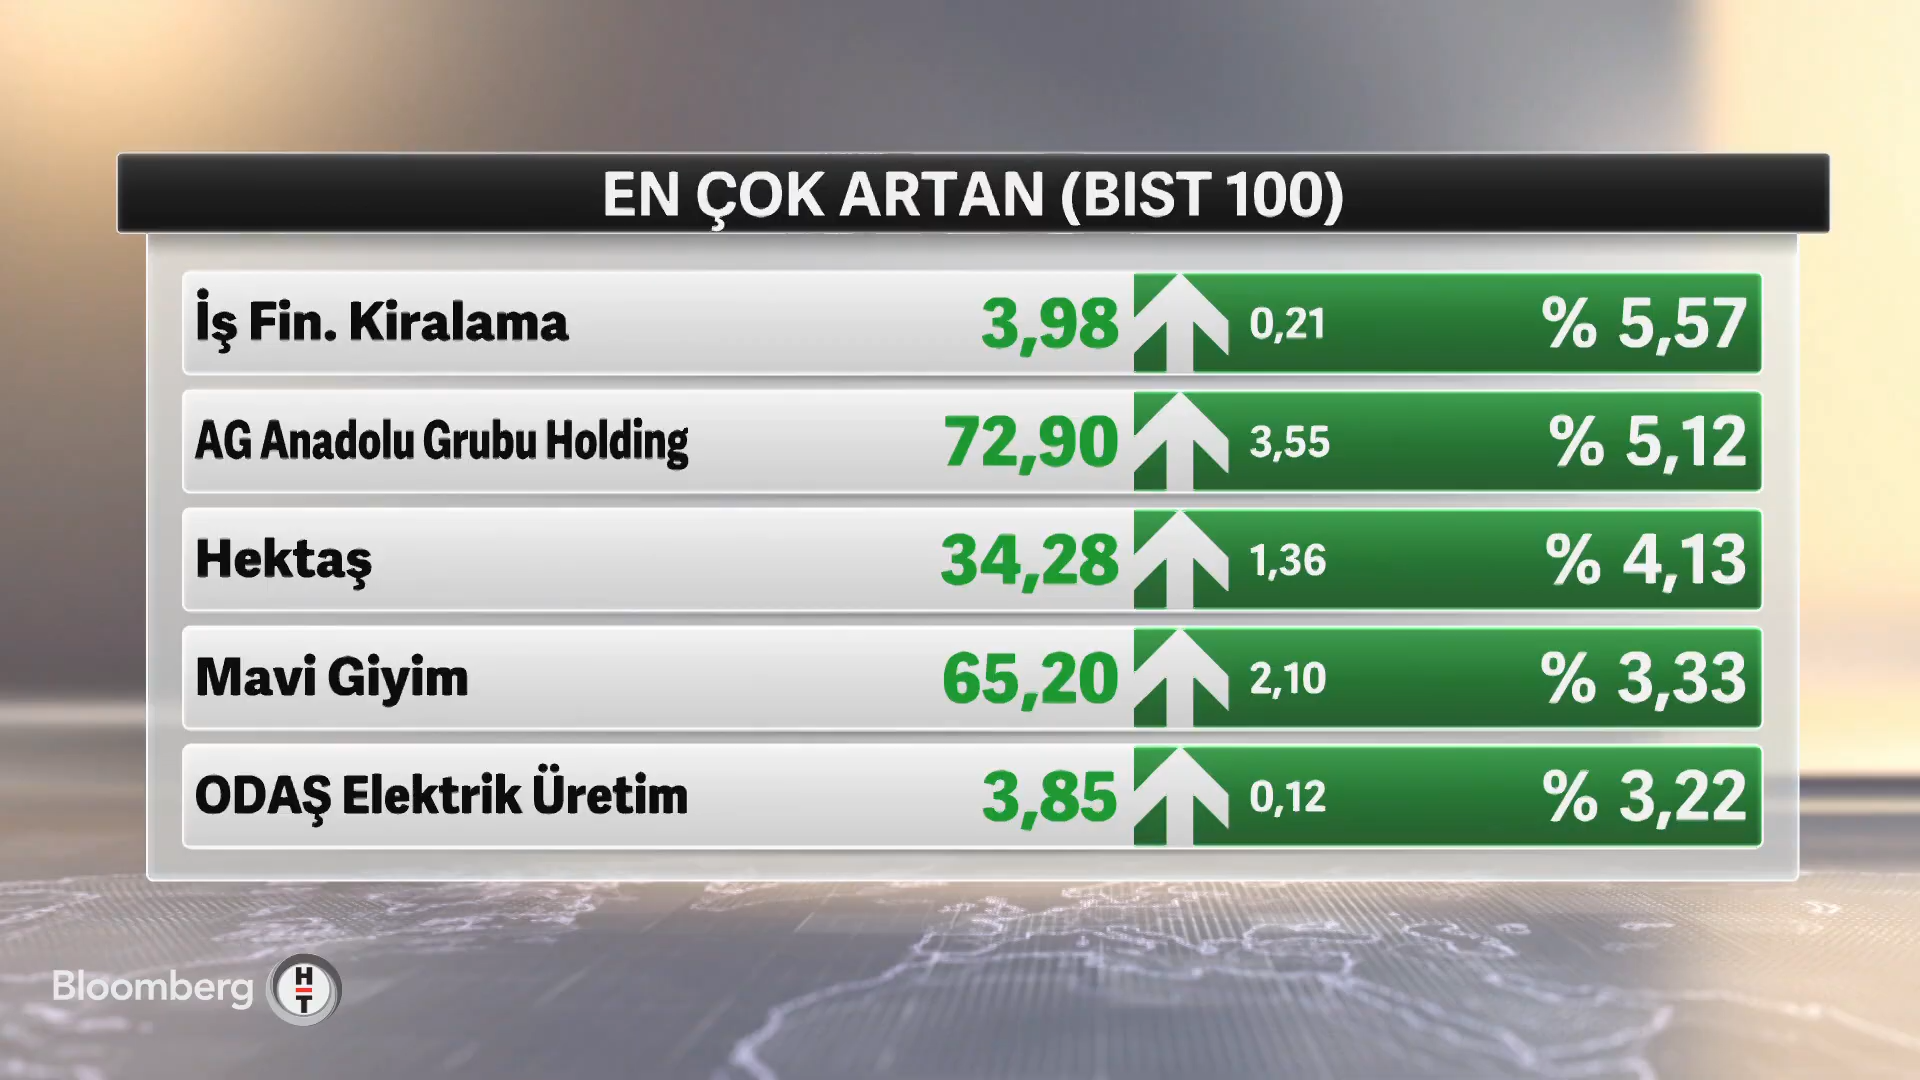 EN ÇOK ARTAN (BIST 100)
İş Fin. Kiralama 3,98 0,21 % 5,57
AG Anadolu Grubu Holding 72,90 3,55 % 5,12
Hektaş 34,28 1,36 % 4,13
Mavi Giyim 65,20 2,10 % 3,33
ODAŞ Elektrik Üretim 3,85 0,12 % 3,22
Bloomberg HT